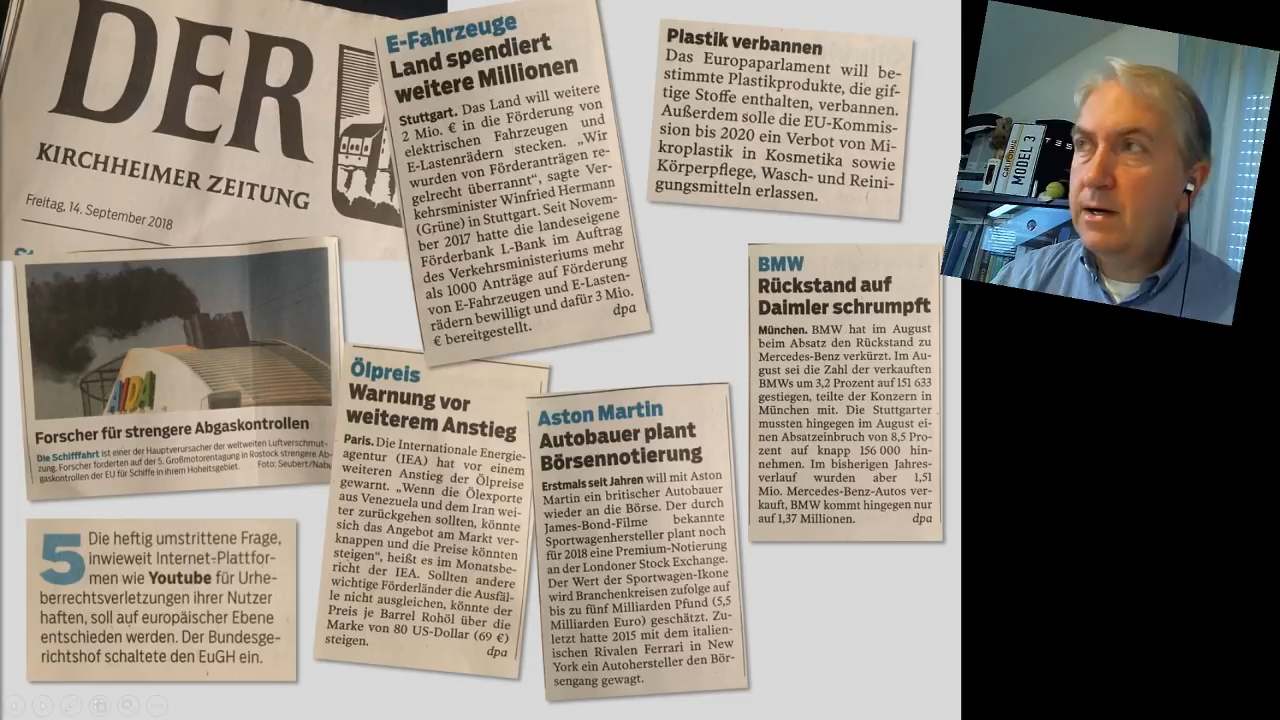 DER
KIRCHHEIMER ZEITUNG
Freitag, 14. September 2018
Forscher für strengere Abgaskontrollen
Die Schifffahrt ist einer der Hauptverursacher der weltweiten Luftverschmut-
zung. Forscher forderten auf der 5. Großmotorentagung in Rostock strengere Ab-
gaskontrollen der EU für Schiffe in ihrem Hoheitsgebiet. Foto: Seubert/Nabu
AIDA
5 Die heftig umstrittene Frage,
inwieweit Internet-Plattfor-
men wie Youtube für Urhe-
berrechtsverletzungen ihrer Nutzer
haften, soll auf europäischer Ebene
entschieden werden. Der Bundesge-
richtshof schaltete den EuGH ein.
E-Fahrzeuge
Land spendiert
weitere Millionen
Stuttgart. Das Land will weitere
2 Mio. € in die Förderung von
elektrischen Fahrzeugen und
E-Lastenrädern stecken. „Wir
wurden von Förderanträgen re-
gelrecht überrannt“, sagte Ver-
kehrsminister Winfried Hermann
(Grüne) in Stuttgart. Seit Novem-
ber 2017 hatte die landeseigene
Förderbank L-Bank im Auftrag
des Verkehrsministeriums mehr
als 1000 Anträge auf Förderung
von E-Fahrzeugen und E-Lasten-
rädern bewilligt und dafür 3 Mio.
€ bereitgestellt. dpa
Ölpreis
Warnung vor
weiterem Anstieg
Paris. Die Internationale Energie-
agentur (IEA) hat vor einem
weiteren Anstieg der Ölpreise
gewarnt. „Wenn die Ölexporte
aus Venezuela und dem Iran wei-
ter zurückgehen sollten, könnte
sich das Angebot am Markt ver-
knappen und die Preise könnten
steigen“, heißt es im Monatsbe-
richt der IEA. Sollten andere
wichtige Förderländer die Ausfäl-
le nicht ausgleichen, könnte der
Preis je Barrel Rohöl über die
Marke von 80 US-Dollar (69 €)
steigen. dpa
Aston Martin
Autobauer plant
Börsennotierung
Erstmals seit Jahren will mit Aston
Martin ein britischer Autobauer
wieder an die Börse. Der durch
James-Bond-Filme bekannte
Sportwagenhersteller plant noch
für 2018 eine Premium-Notierung
an der Londoner Stock Exchange.
Der Wert der Sportwagen-Ikone
wird Branchenkreisen zufolge auf
bis zu fünf Milliarden Pfund (5,5
Milliarden Euro) geschätzt. Zu-
letzt hatte 2015 mit dem italien-
ischen Rivalen Ferrari in New
York ein Autohersteller den Bör-
sengang gewagt.
Plastik verbannen
Das Europaparlament will be-
stimmte Plastikprodukte, die gif-
tige Stoffe enthalten, verbannen.
Außerdem solle die EU-Kommis-
sion bis 2020 ein Verbot von Mi-
kroplastik in Kosmetika sowie
Körperpflege, Wasch- und Reini-
gungsmitteln erlassen.
BMW
Rückstand auf
Daimler schrumpft
München. BMW hat im August
beim Absatz den Rückstand zu
Mercedes-Benz verkürzt. Im Au-
gust sei die Zahl der verkauften
BMWs um 3,2 Prozent auf 151 633
gestiegen, teilte der Konzern in
München mit. Die Stuttgarter
mussten hingegen im August ei-
nen Absatzeinbruch von 8,5 Pro-
zent auf knapp 156 000 hin-
nehmen. Im bisherigen Jahres-
verlauf wurden aber 1,51
Mio. Mercedes-Benz-Autos ver-
kauft, BMW kommt hingegen nur
auf 1,37 Millionen. dpa
CALIFORNIA
MODEL 3